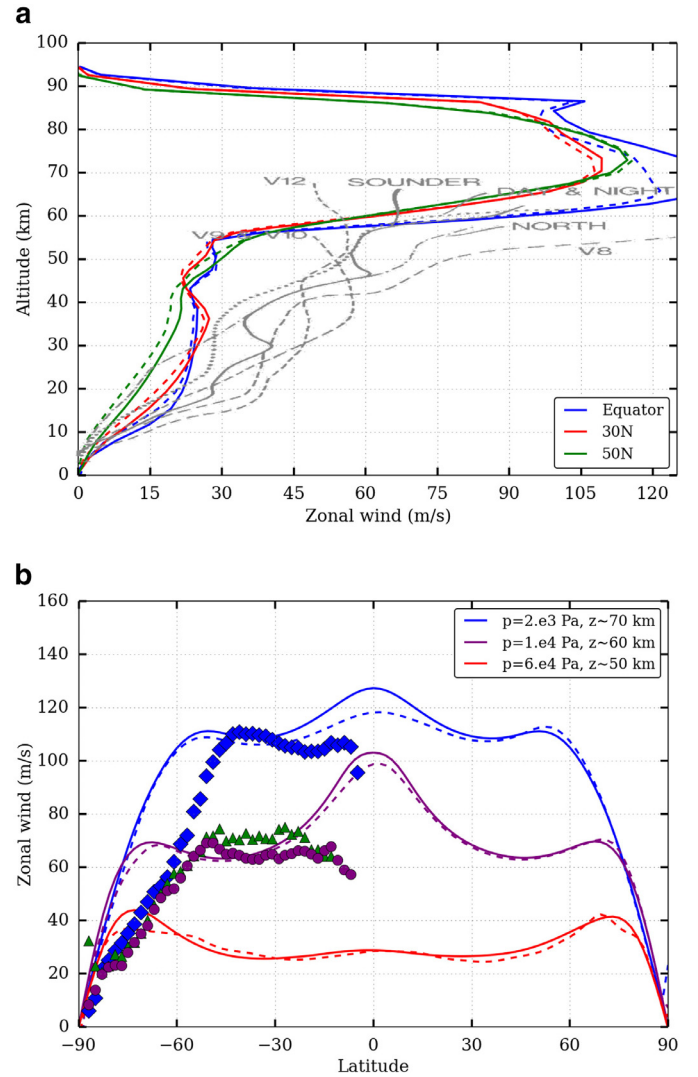 a
100
90
80
70
60
50
40
30
20
10
0
Altitude (km)
V12 SOUNDER
DAY & NIGHT
V9 V10 NORTH
V8
Equator
30N
50N
0 15 30 45 60 75 90 105 120
Zonal wind (m/s)
b
160
140
120
100
80
60
40
20
0
Zonal wind (m/s)
p=2.e3 Pa, z~70 km
p=1.e4 Pa, z~60 km
p=6.e4 Pa, z~50 km
−90 −60 −30 0 30 60 90
Latitude